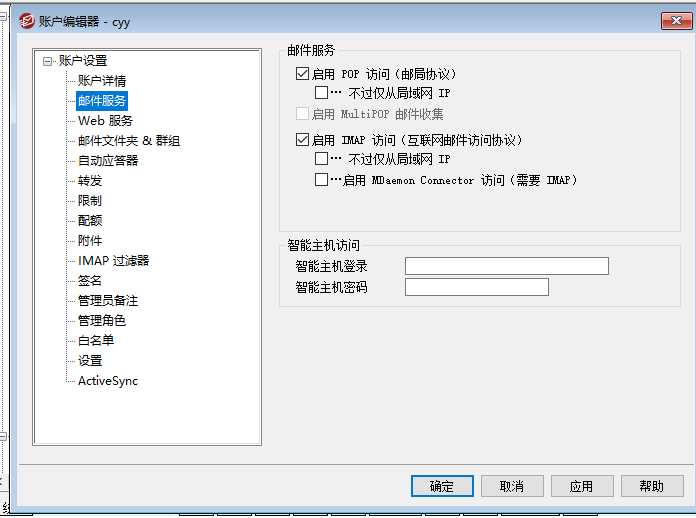 账户编辑器 - cyy
账户设置
账户详情
邮件服务
Web 服务
邮件文件夹 & 群组
自动应答器
转发
限制
配额
附件
IMAP 过滤器
签名
管理员备注
管理角色
白名单
设置
ActiveSync
邮件服务
启用 POP 访问（邮局协议）
… 不过仅从局域网 IP
启用 MultiPOP 邮件收集
启用 IMAP 访问（互联网邮件访问协议）
… 不过仅从局域网 IP
…启用 MDaemon Connector 访问（需要 IMAP）
智能主机访问
智能主机登录
智能主机密码
确定 取消 应用 帮助